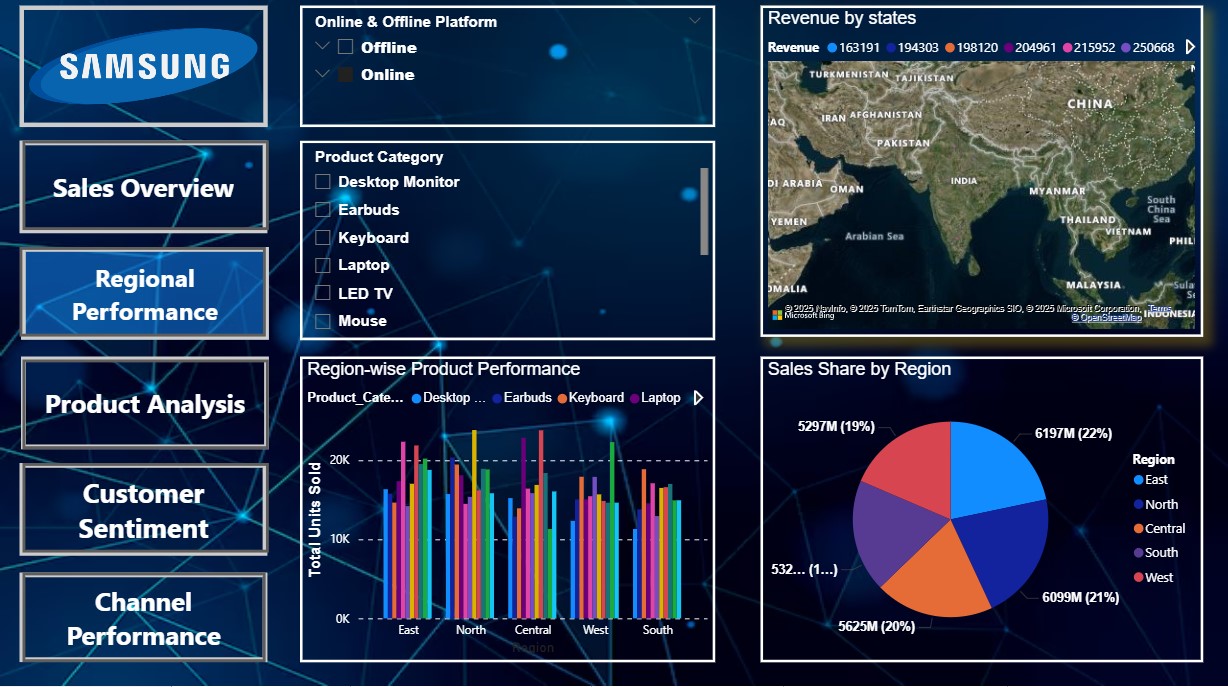 SAMSUNG
Sales Overview
Regional
Performance
Product Analysis
Customer
Sentiment
Channel
Performance
Online & Offline Platform
Offline
Online
Product Category
Desktop Monitor
Earbuds
Keyboard
Laptop
LED TV
Mouse
Region-wise Product Performance
Product_Cate... Desktop ... Earbuds Keyboard Laptop
Total Units Sold
20K
10K
0K
East North Central West South
Region
Revenue by states
Revenue 163191 194303 198120 204961 215952 250668
TURKMENISTAN
TAJIKISTAN
CHINA
IRAN
AFGHANISTAN
PAKISTAN
DI ARABIA
OMAN
INDIA
MYANMAR
YEMEN
THAILAND
South
China
Sea
VIETNAM
PHIL
Arabian Sea
OMALIA
MALAYSIA
INDONESIA
© 2025 NavInfo, © 2025 TomTom, Earthstar Geographics SIO, © 2025 Microsoft Corporation, Terms
© OpenStreetMap
Microsoft Bing
Sales Share by Region
5297M (19%)
6197M (22%)
532... (1...)
6099M (21%)
5625M (20%)
Region
East
North
Central
South
West